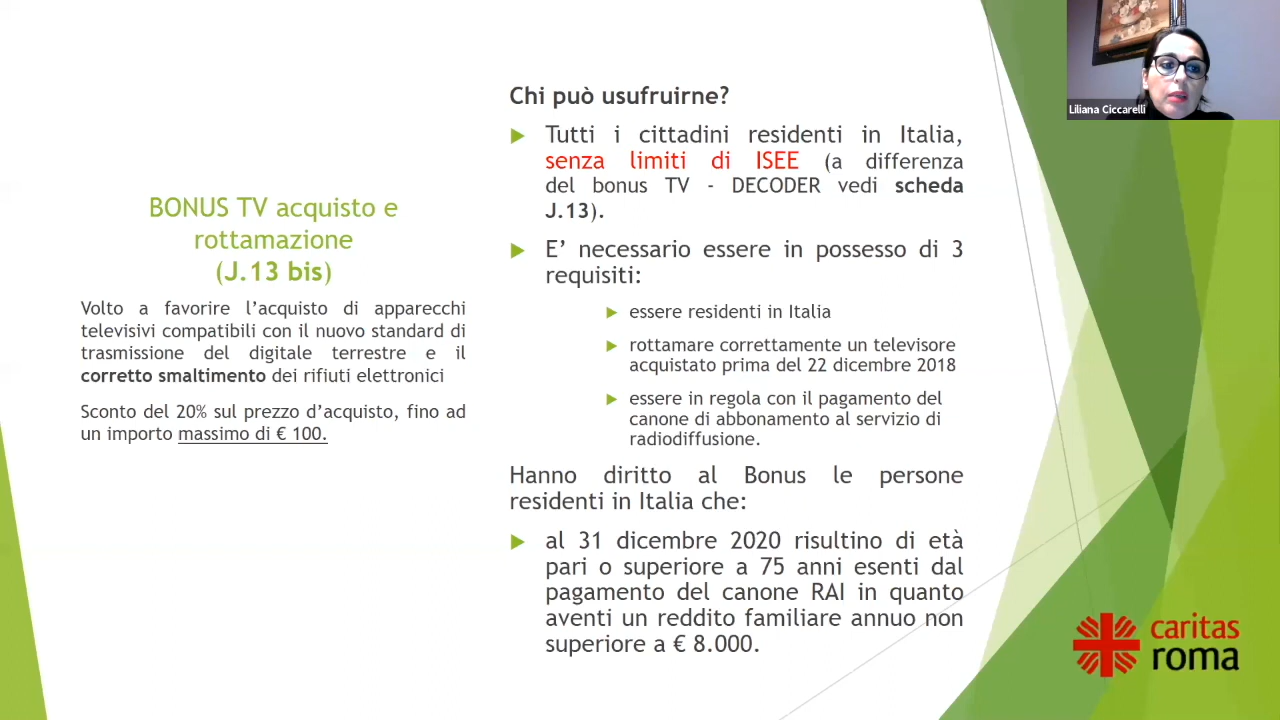 BONUS TV acquisto e
rottamazione
(J.13 bis)
Volto a favorire l’acquisto di apparecchi
televisivi compatibili con il nuovo standard di
trasmissione del digitale terrestre e il
corretto smaltimento dei rifiuti elettronici
Sconto del 20% sul prezzo d’acquisto, fino ad
un importo massimo di € 100.
Chi può usufruirne?
Tutti i cittadini residenti in Italia,
senza limiti di ISEE (a differenza
del bonus TV - DECODER vedi scheda
J.13).
E’ necessario essere in possesso di 3
requisiti:
essere residenti in Italia
rottamare correttamente un televisore
acquistato prima del 22 dicembre 2018
essere in regola con il pagamento del
canone di abbonamento al servizio di
radiodiffusione.
Hanno diritto al Bonus le persone
residenti in Italia che:
al 31 dicembre 2020 risultino di età
pari o superiore a 75 anni esenti dal
pagamento del canone RAI in quanto
aventi un reddito familiare annuo non
superiore a € 8.000.
Liliana Ciccarelli
caritas
roma